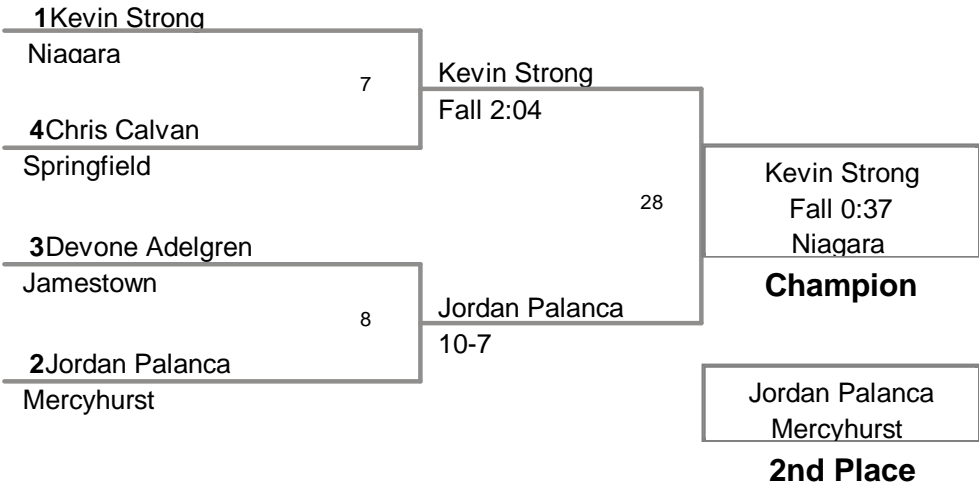 1Kevin Strong
Niagara
7
4Chris Calvan
Springfield
Kevin Strong
Fall 2:04
3Devone Adelgren
Jamestown
8
2Jordan Palanca
Mercyhurst
Jordan Palanca
10-7
28
Kevin Strong
Fall 0:37
Niagara
Champion
Jordan Palanca
Mercyhurst
2nd Place